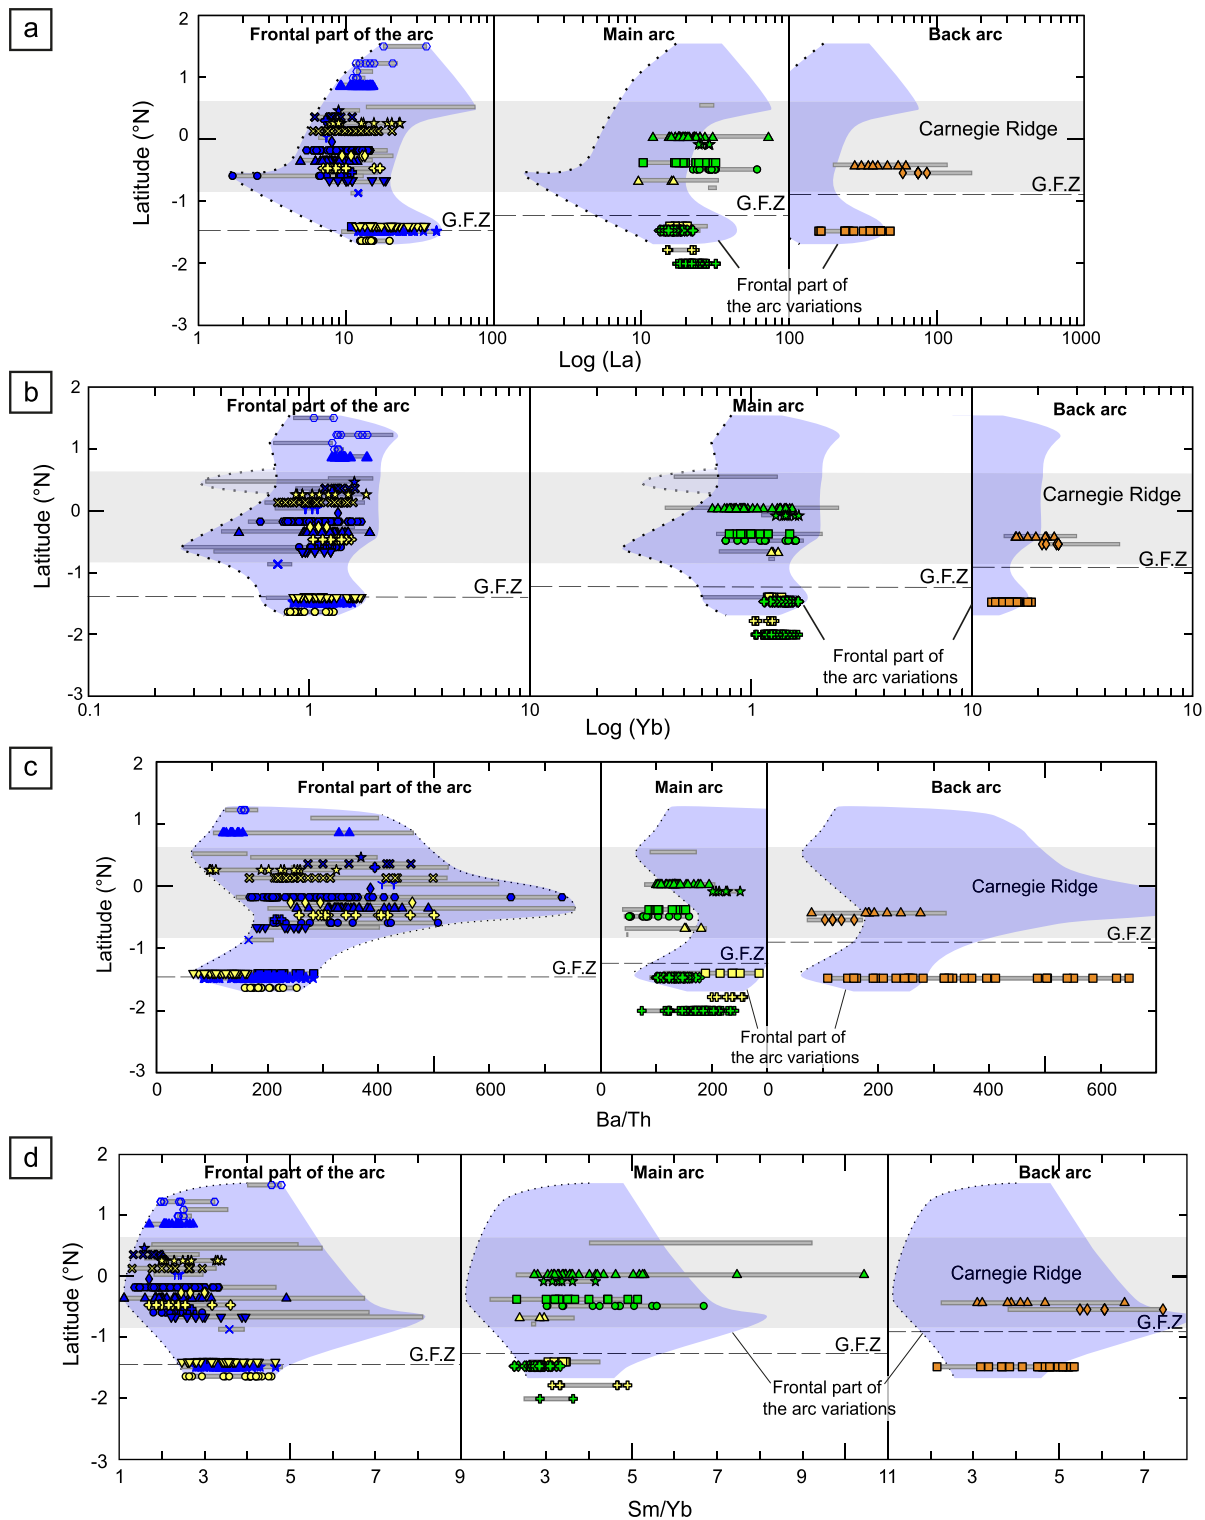 a
Frontal part of the arc
Main arc
Back arc
2
1
0
-1
-2
-3
Latitude (°N)
Carnegie Ridge
G.F.Z
G.F.Z
G.F.Z
Frontal part of
the arc variations
1 10 100 10 100 100 1000
Log (La)
b
Frontal part of the arc
Main arc
Back arc
2
1
0
-1
-2
-3
Latitude (°N)
Carnegie Ridge
G.F.Z
G.F.Z
G.F.Z
Frontal part of
the arc variations
0.1 1 10 1 10 10
Log (Yb)
c
Frontal part of the arc
Main arc
Back arc
2
1
0
-1
-2
-3
Latitude (°N)
Carnegie Ridge
G.F.Z
G.F.Z
G.F.Z
Frontal part of
the arc variations
0 200 400 600 0 200 0 200 400 600
Ba/Th
d
Frontal part of the arc
Main arc
Back arc
2
1
0
-1
-2
-3
Latitude (°N)
Carnegie Ridge
G.F.Z
G.F.Z
G.F.Z
Frontal part of
the arc variations
1 3 5 7 9 3 5 7 9 11 3 5 7
Sm/Yb